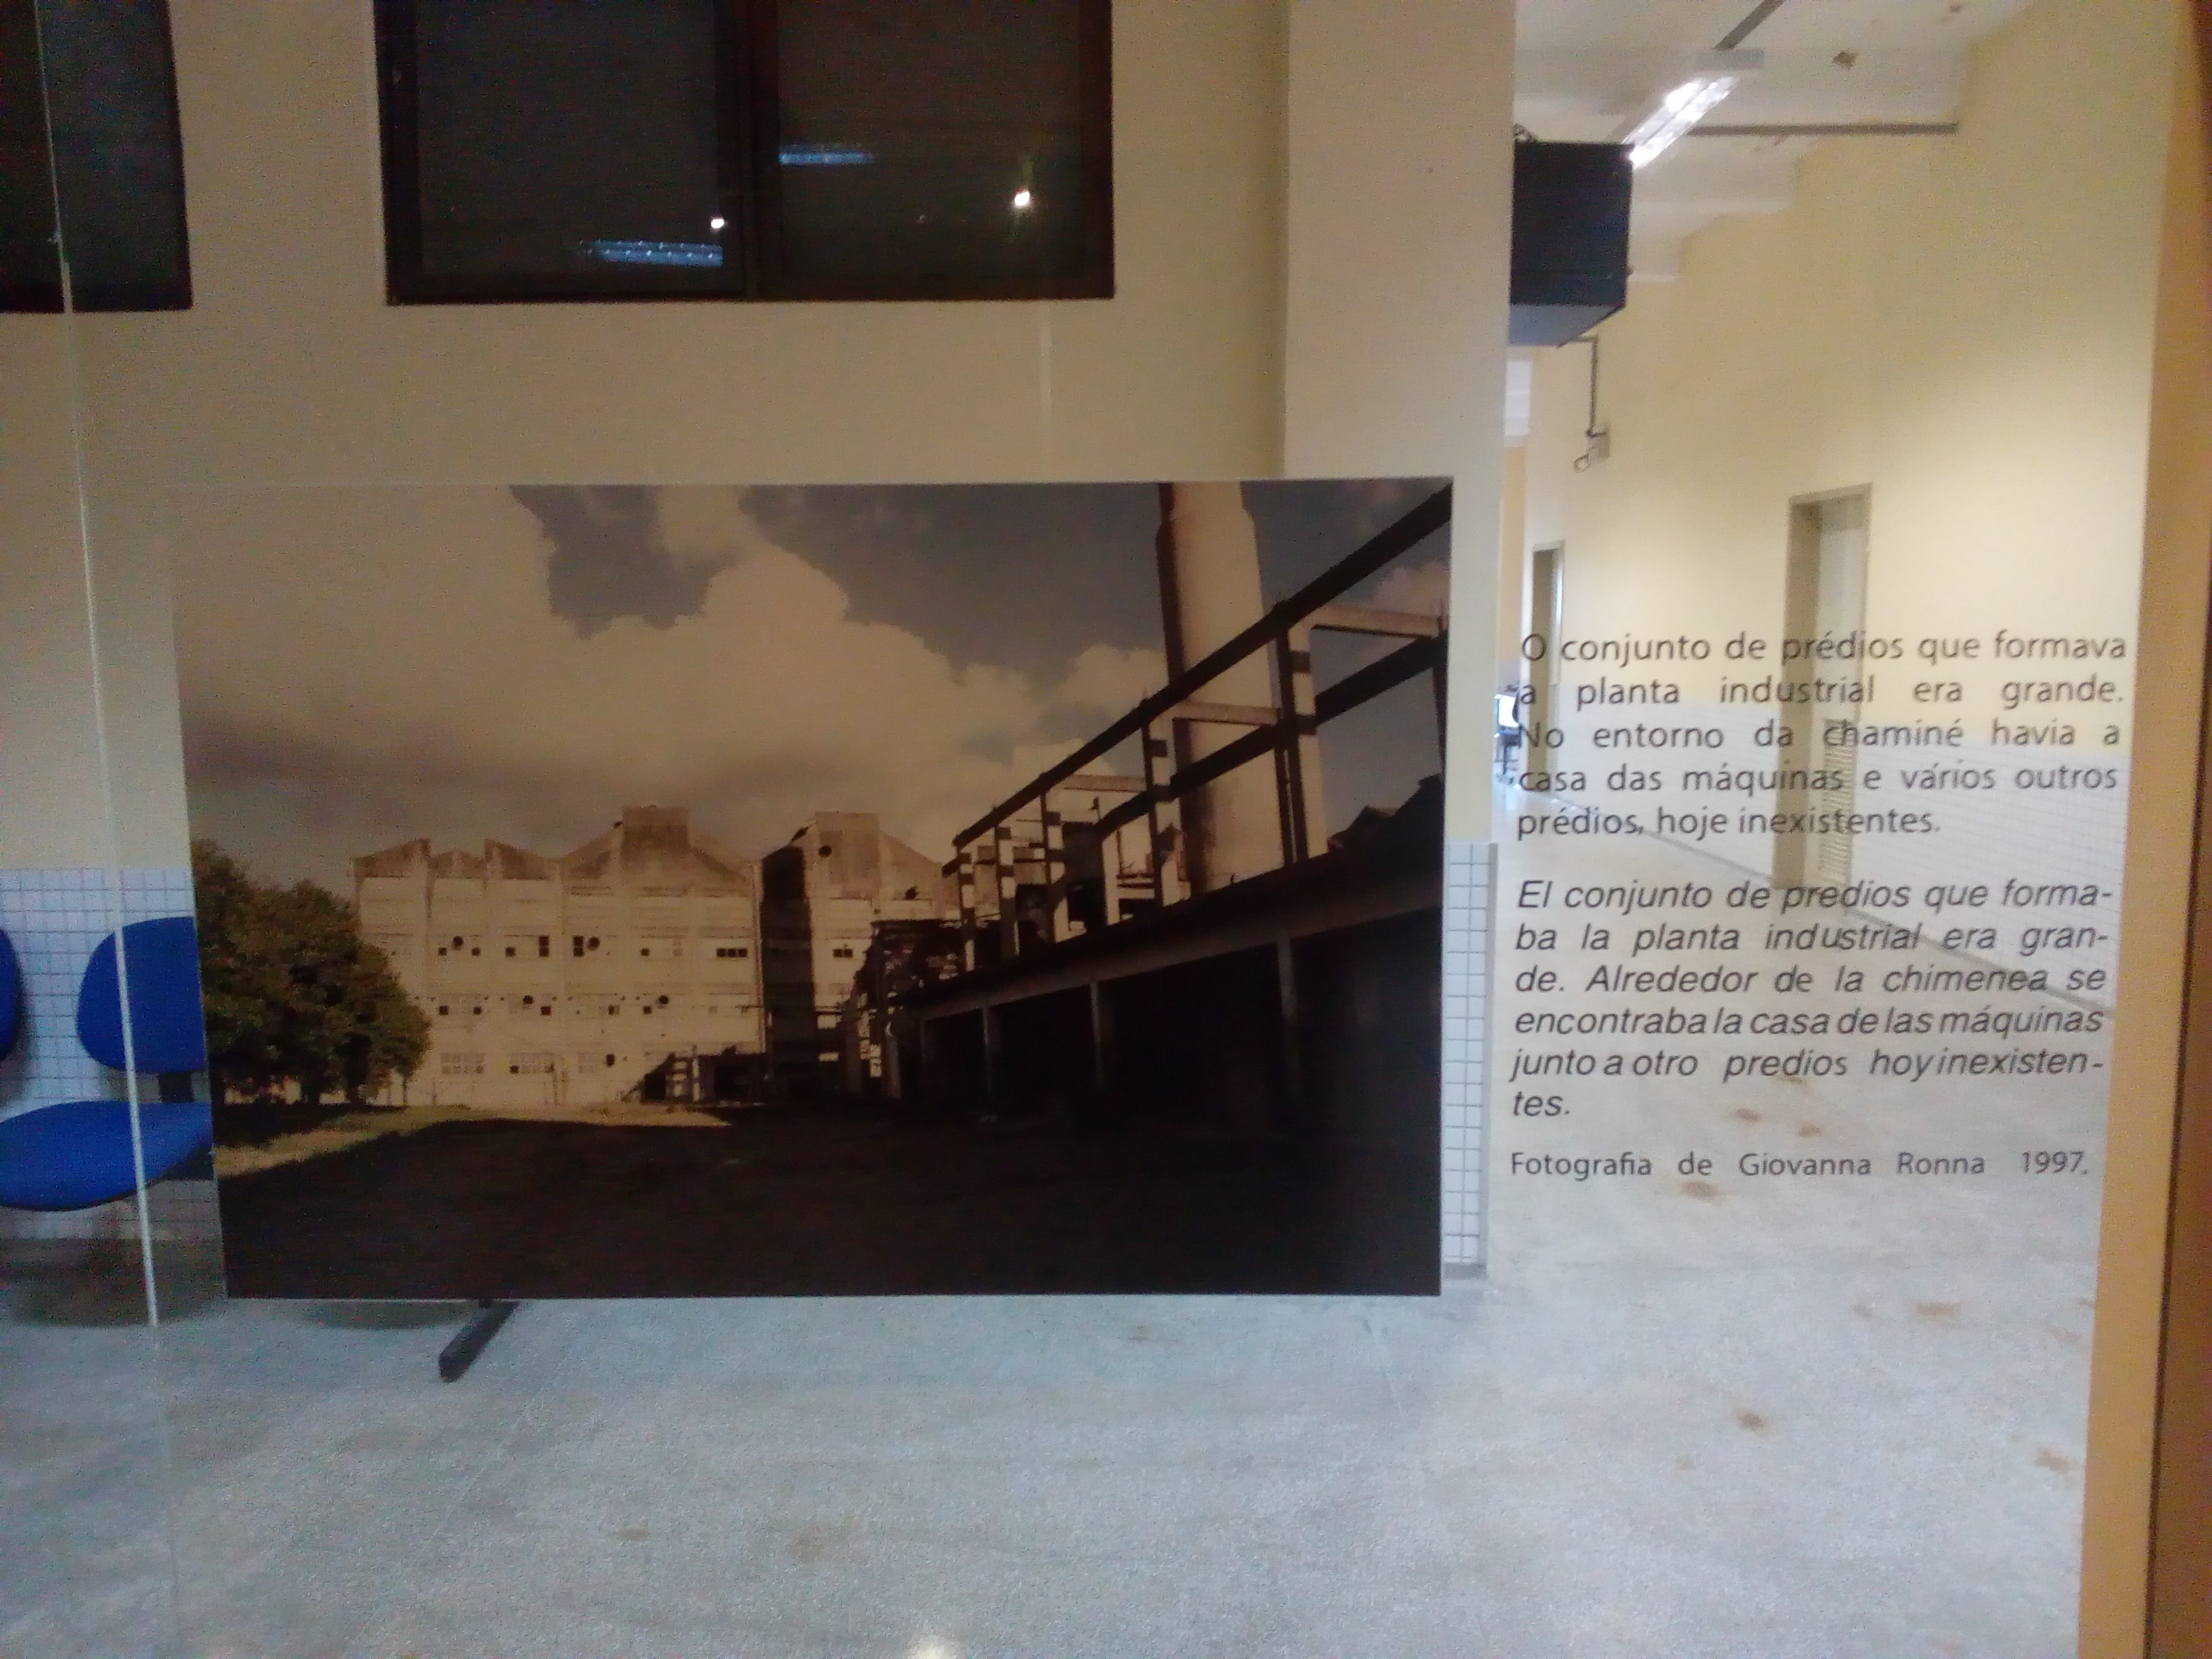 O conjunto de prédios que formava
a planta industrial era grande.
No entorno da chaminé havia a
casa das máquinas e vários outros
prédios, hoje inexistentes.
El conjunto de predios que forma-
ba la planta industrial era gran-
de. Alrededor de la chimenea se
encontraba la casa de las máquinas
junto a otro predios hoy inexisten-
tes.
Fotografia de Giovanna Ronna 1997.